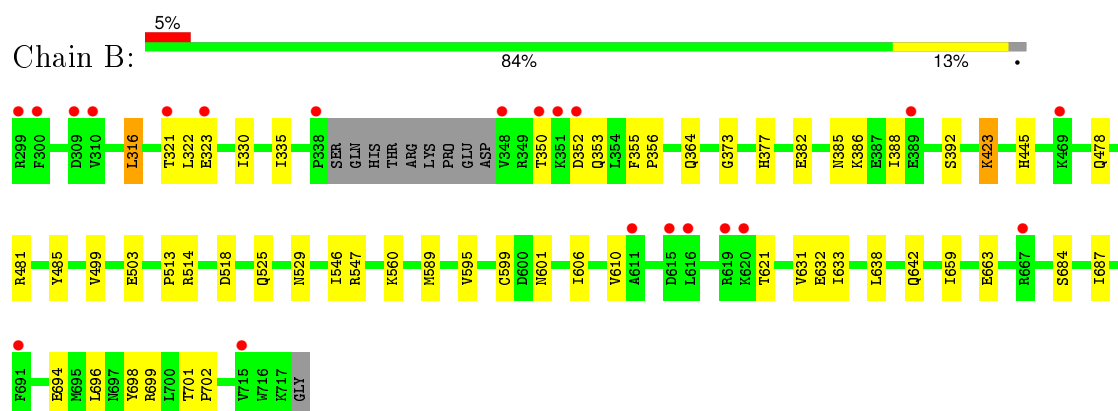 5%
Chain B:
84% 13% •
R299 F300 D309 V310 L316 T321 L322 E323 I330 I335 P338 SER GLN HIS THR ARG LYS PRO GLU ASP V348 R349 T350 K351 D352 Q353 L354 F355 P356 Q364 G373 H377 E382 N385 K386 E387 I388 E389 S392 K423 H445 K469 Q478
R481 Y485 V499 E503 P513 R514 D518 Q525 N529 I546 R547 K560 M589 V595 C599 D600 N601 I606 V610 A611 D615 L616 R619 K620 T621 V631 E632 I633 L638 Q642 I659 E663 R667 S684 I687
F691 E694 M695 L696 N697 Y698 R699 L700 T701 P702 V715 W716 K717 GLY